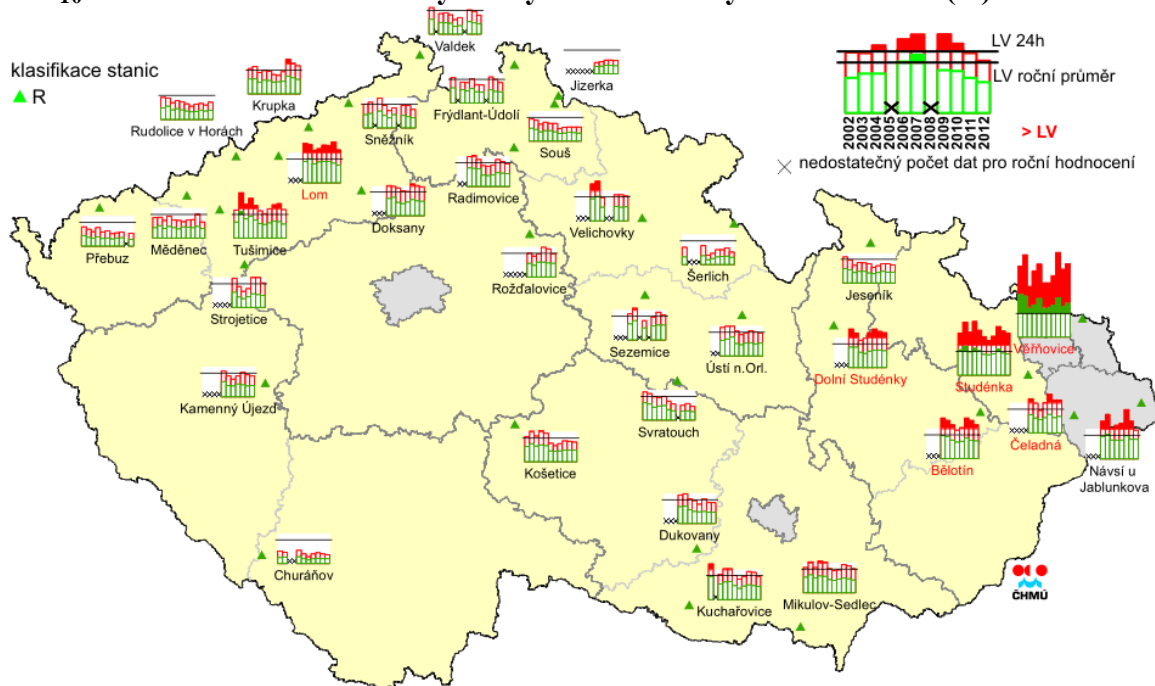 klasifikace stanic
R
Valdek
Jizerka
Krupka
Rudolice v Horách
Sněžník
Frýdlant-Údolí
Souš
Lom
Radimovice
Doksany
Velichovky
Přebuz
Měděnec
Tušimice
Šerlich
Rožďalovice
Jeseník
Strojetice
Sezemice
Ústí n.Orl.
Dolní Studénky
Studénka
Věřňovice
Kamenný Újezd
Svratouch
Košetice
Bělotín
Čeladná
Návsí u
Jablunkova
Dukovany
Churáňov
Kuchařovice
Mikulov-Sedlec
ČHMÚ
LV 24h
LV roční průměr
2002
2003
2004
2005
2006
2007
2008
2009
2010
2011
2012
> LV
nedostatečný počet dat pro roční hodnocení